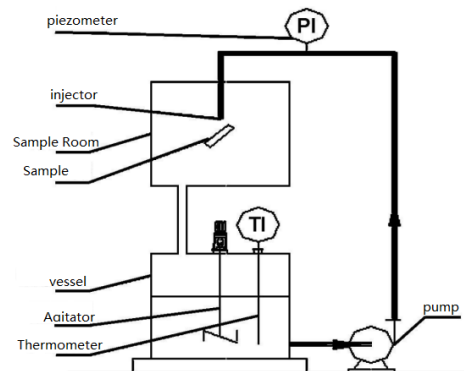 piezometer
PI
injector
Sample Room
Sample
TI
vessel
Agitator
Thermometer
pump